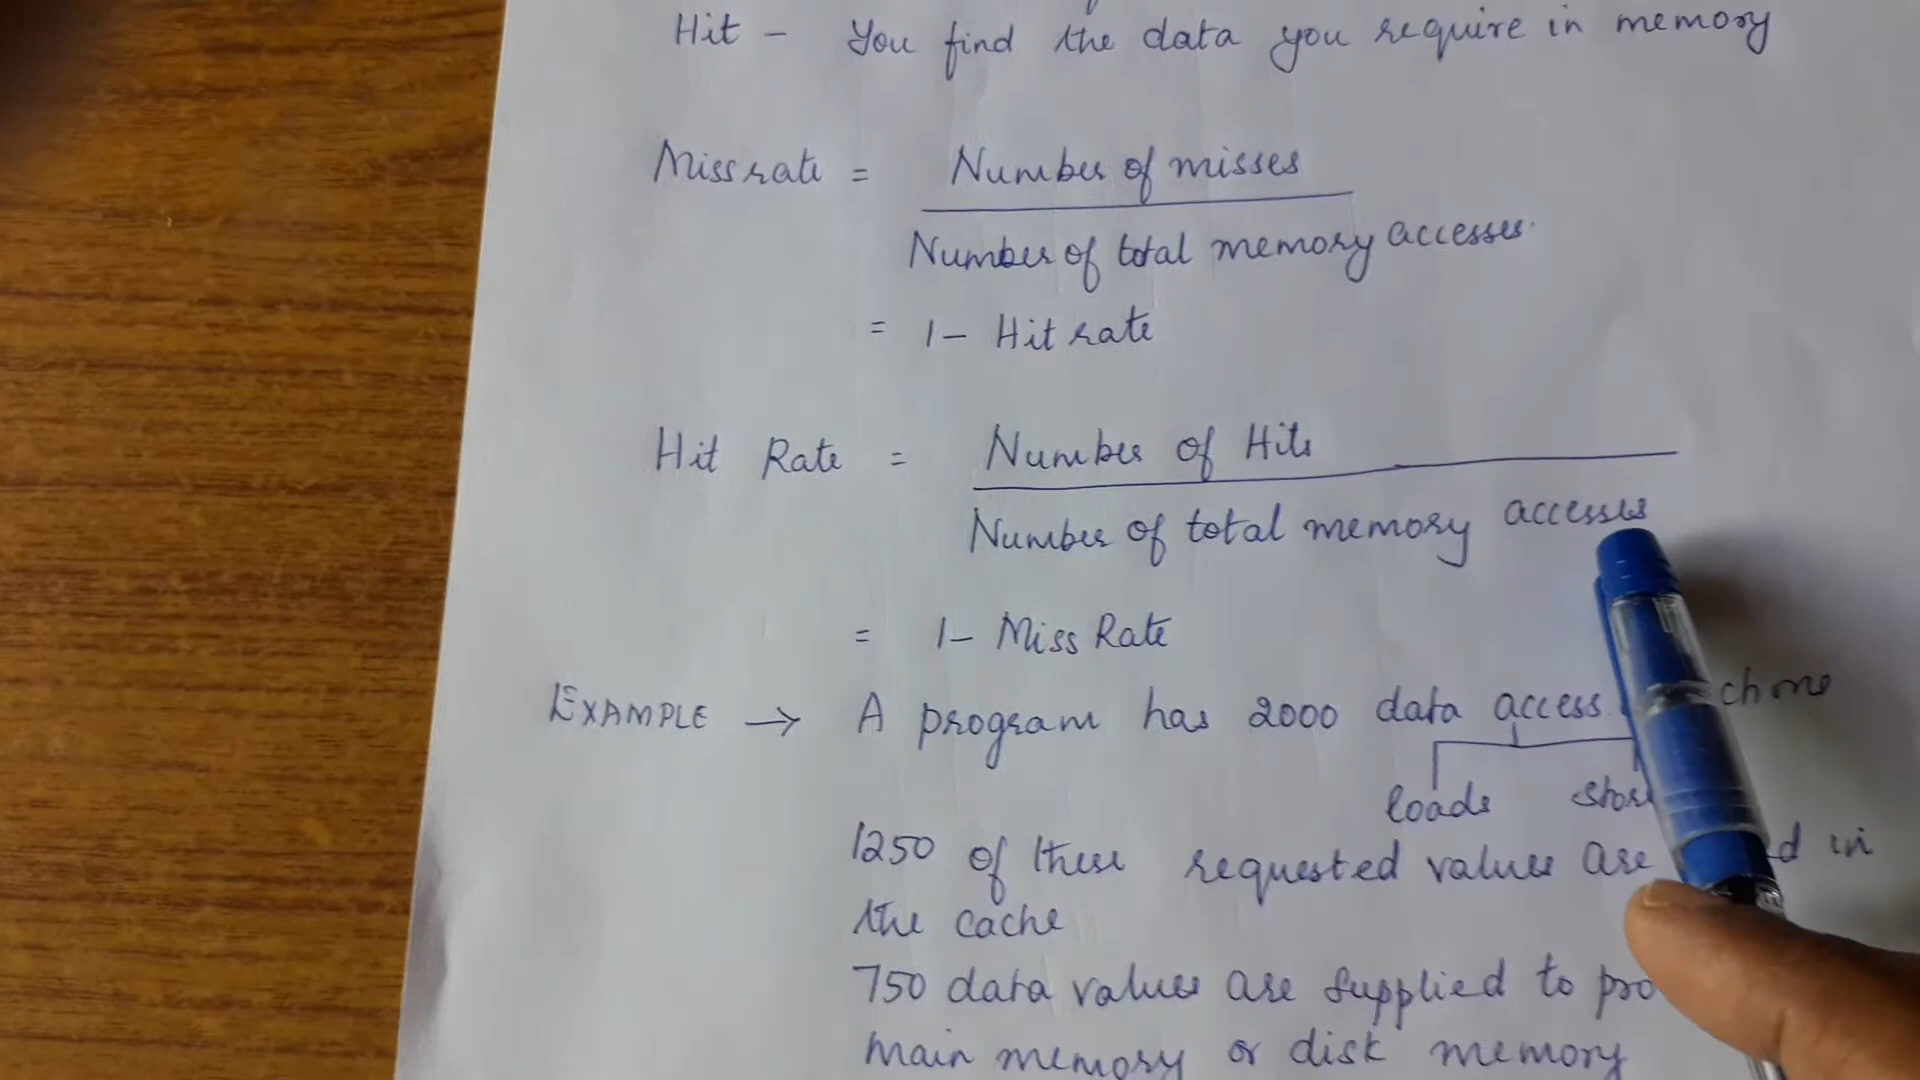 Hit - You find the data you require in memory
Miss rate = Number of misses
Number of total memory accesses.
= 1 - Hit rate
Hit Rate = Number of Hits
Number of total memory accesses
= 1 - Miss Rate
EXAMPLE → A program has 2000 data access
loads
1250 of these requested values are in
the cache
750 data values are supplied to
main memory or disk memory